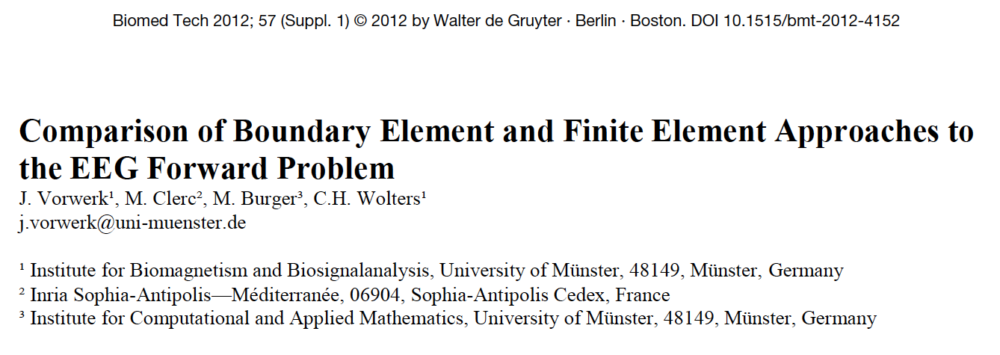 Biomed Tech 2012; 57 (Suppl. 1) © 2012 by Walter de Gruyter · Berlin · Boston. DOI 10.1515/bmt-2012-4152
Comparison of Boundary Element and Finite Element Approaches to
the EEG Forward Problem
J. Vorwerk¹, M. Clerc², M. Burger³, C.H. Wolters¹
j.vorwerk@uni-muenster.de
¹ Institute for Biomagnetism and Biosignalanalysis, University of Münster, 48149, Münster, Germany
² Inria Sophia-Antipolis—Méditerranée, 06904, Sophia-Antipolis Cedex, France
³ Institute for Computational and Applied Mathematics, University of Münster, 48149, Münster, Germany